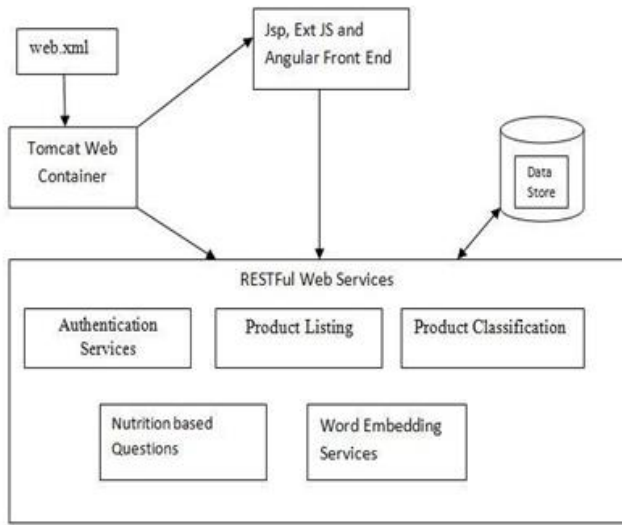 web.xml
Jsp, Ext JS and
Angular Front End
Tomcat Web
Container
Data
Store
RESTFul Web Services
Authentication
Services
Product Listing
Product Classification
Nutrition based
Questions
Word Embedding
Services